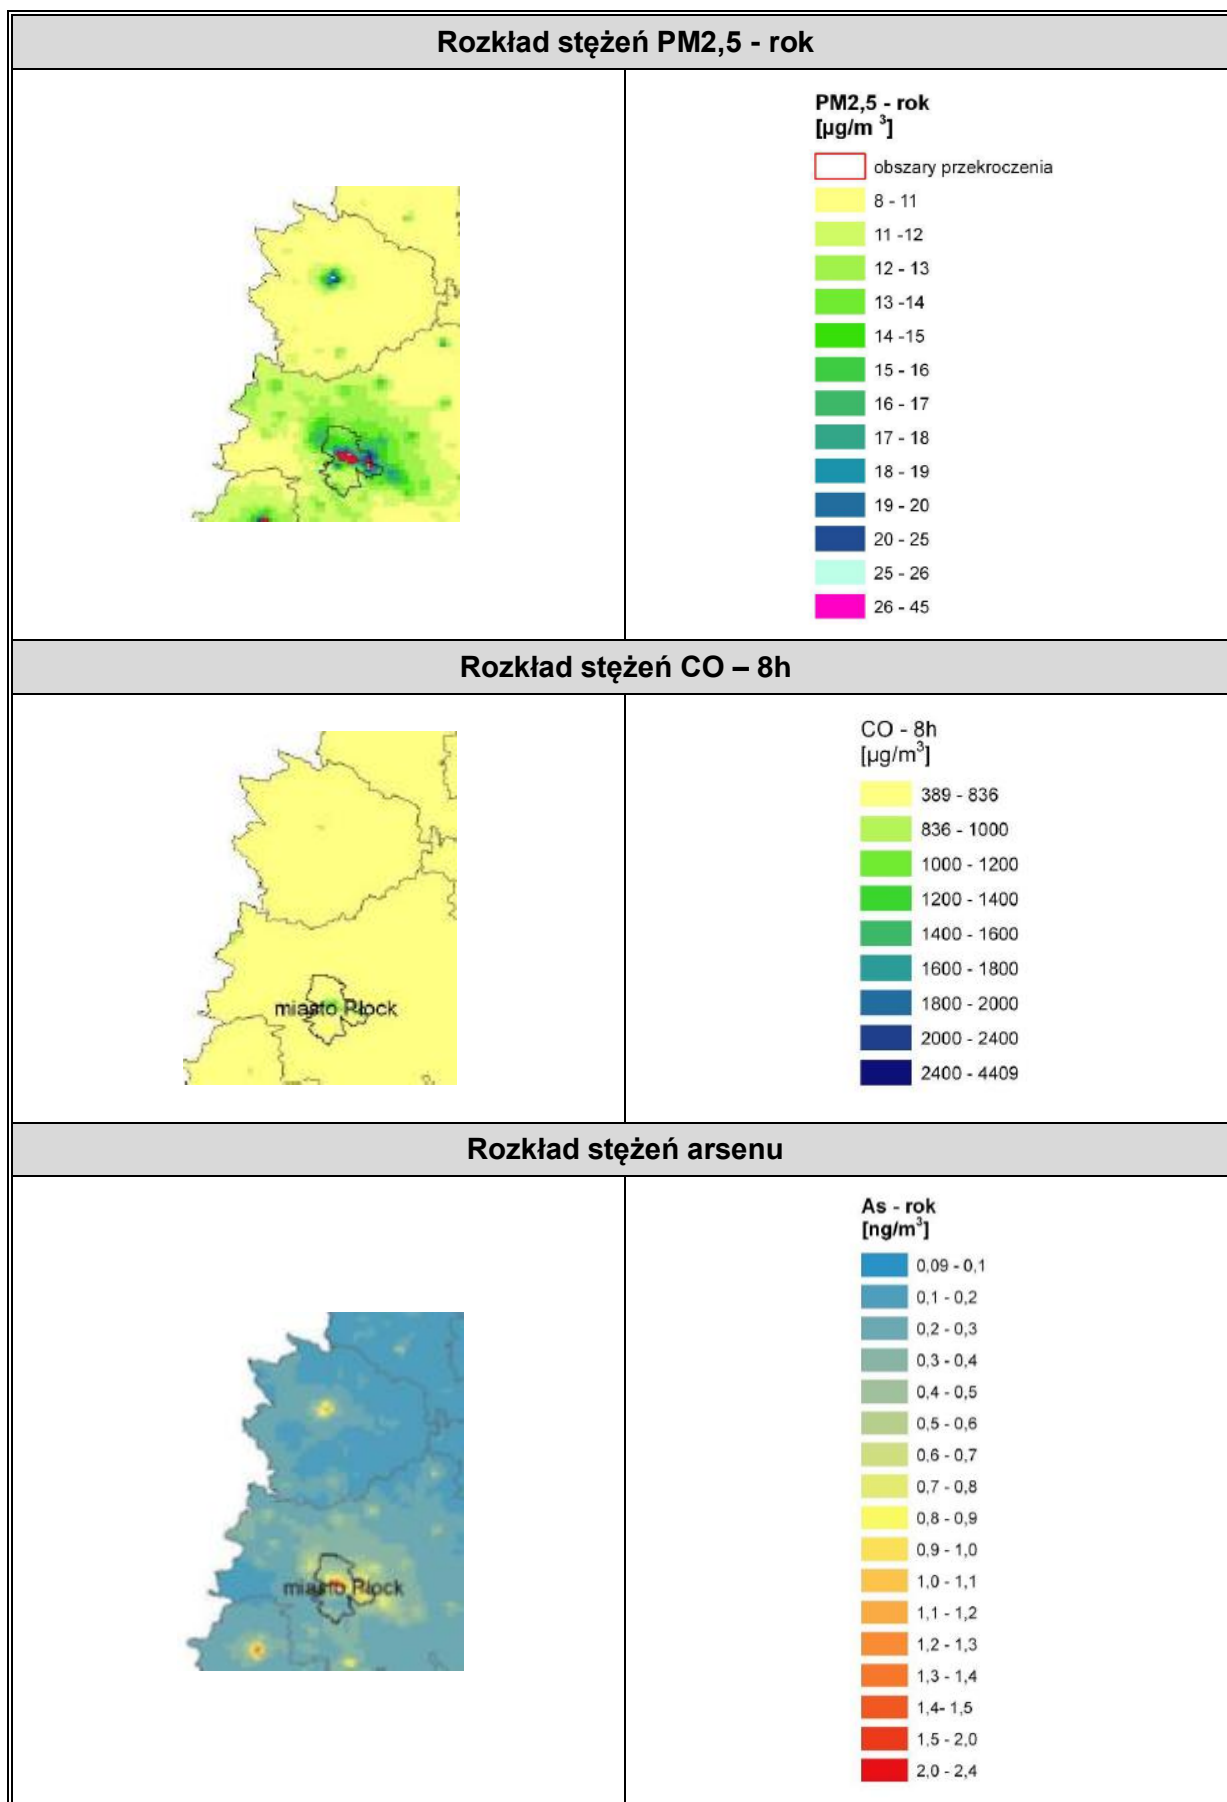 Rozkład stężeń PM2,5 - rok
PM2,5 - rok
[µg/m ³]
obszary przekroczenia
8 - 11
11 -12
12 - 13
13 -14
14 -15
15 - 16
16 - 17
17 - 18
18 - 19
19 - 20
20 - 25
25 - 26
26 - 45
Rozkład stężeń CO – 8h
CO - 8h
[µg/m³]
389 - 836
836 - 1000
1000 - 1200
1200 - 1400
1400 - 1600
1600 - 1800
1800 - 2000
2000 - 2400
2400 - 4409
miasto Płock
Rozkład stężeń arsenu
As - rok
[ng/m³]
0,09 - 0,1
0,1 - 0,2
0,2 - 0,3
0,3 - 0,4
0,4 - 0,5
0,5 - 0,6
0,6 - 0,7
0,7 - 0,8
0,8 - 0,9
0,9 - 1,0
1,0 - 1,1
1,1 - 1,2
1,2 - 1,3
1,3 - 1,4
1,4- 1,5
1,5 - 2,0
2,0 - 2,4
miasto Płock